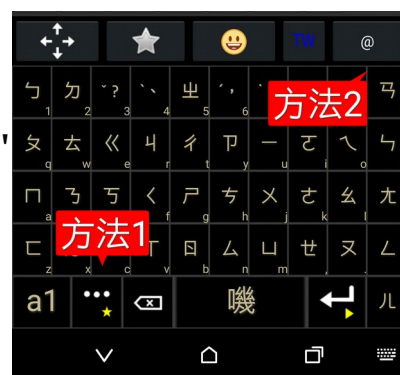 TW @
ㄅ ㄉ ˇ? ˋ、 ㄓ ˊ, 方法2 ㄢ
1 2 3 4 5 6
ㄆ ㄊ ㄍ ㄐ ㄔ ㄗ ㄧ ㄛ ㄟ ㄣ
q w e r t y u i o
ㄇ ㄋ ㄎ ㄑ ㄕ ㄘ ㄨ ㄜ ㄠ ㄤ
a f g h j k l
ㄈ 方法1 ㄖ ㄙ ㄩ ㄝ ㄡ ㄥ
z x c v b n m
a1 嘰 ㄦ